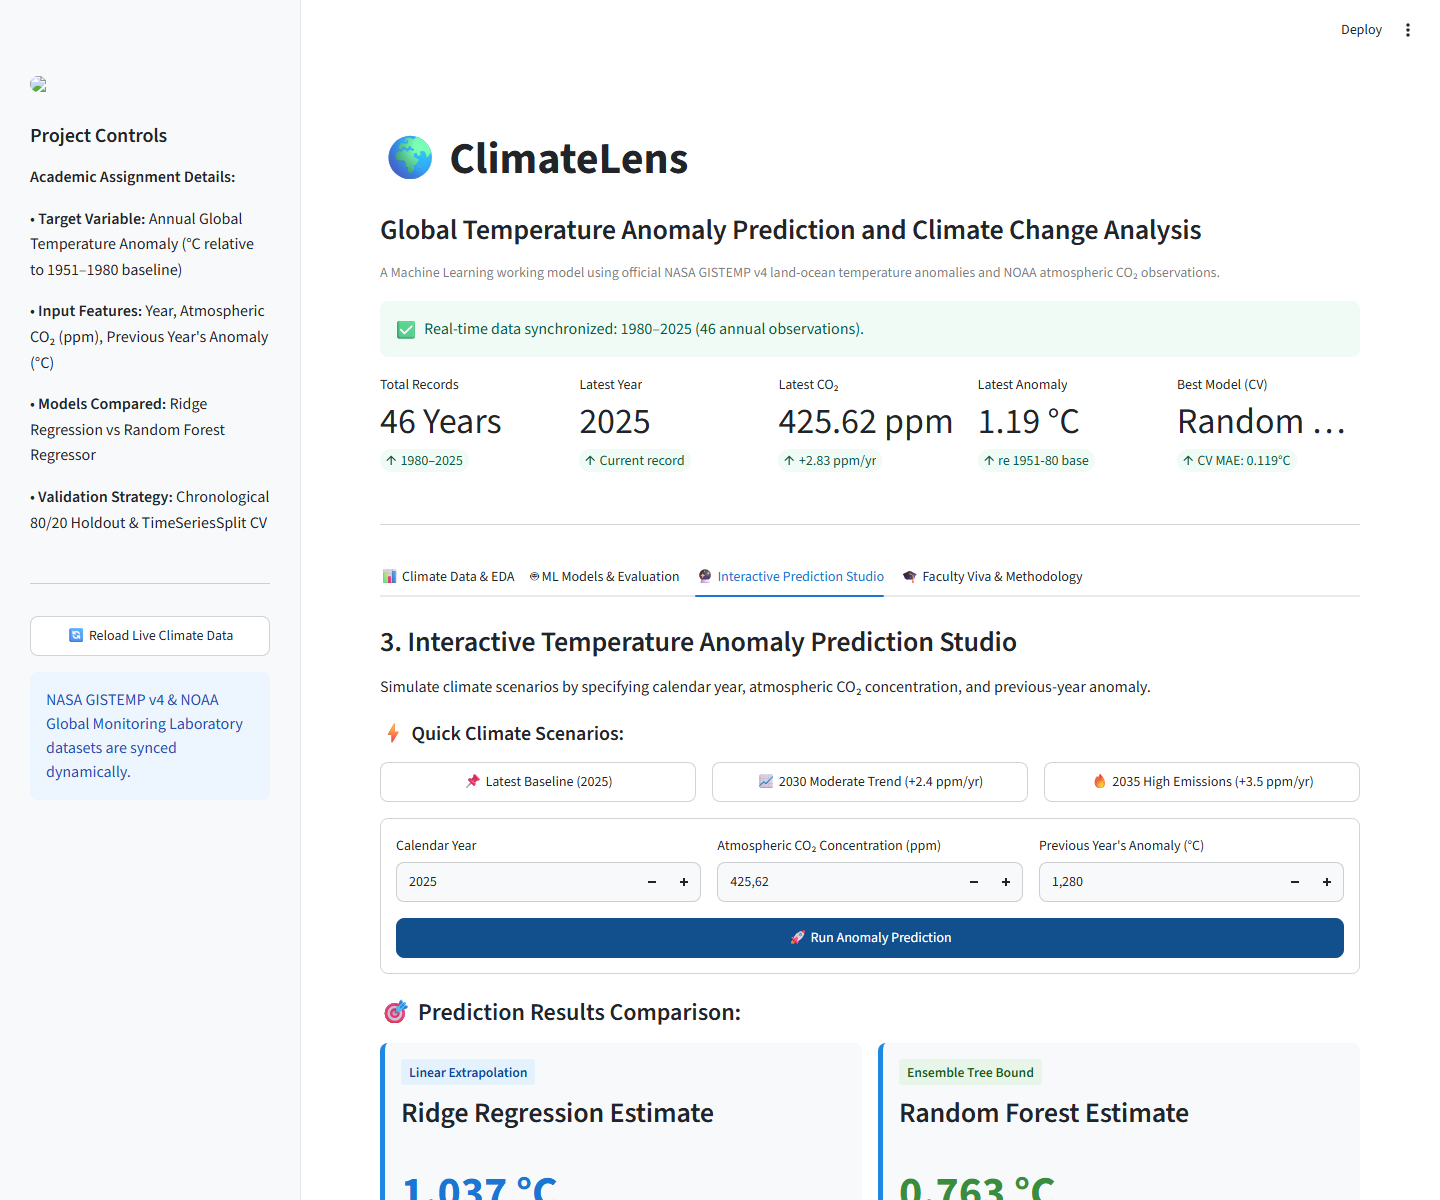 Deploy
Project Controls
Academic Assignment Details:
• Target Variable: Annual Global
Temperature Anomaly (°C relative
to 1951–1980 baseline)
• Input Features: Year, Atmospheric
CO₂ (ppm), Previous Year's Anomaly
(°C)
• Models Compared: Ridge
Regression vs Random Forest
Regressor
• Validation Strategy: Chronological
80/20 Holdout & TimeSeriesSplit CV
Reload Live Climate Data
NASA GISTEMP v4 & NOAA
Global Monitoring Laboratory
datasets are synced
dynamically.
ClimateLens
Global Temperature Anomaly Prediction and Climate Change Analysis
A Machine Learning working model using official NASA GISTEMP v4 land-ocean temperature anomalies and NOAA atmospheric CO₂ observations.
Real-time data synchronized: 1980–2025 (46 annual observations).
Total Records
46 Years
↑ 1980–2025
Latest Year
2025
↑ Current record
Latest CO₂
425.62 ppm
↑ +2.83 ppm/yr
Latest Anomaly
1.19 °C
↑ re 1951-80 base
Best Model (CV)
Random …
↑ CV MAE: 0.119°C
Climate Data & EDA
ML Models & Evaluation
Interactive Prediction Studio
Faculty Viva & Methodology
3. Interactive Temperature Anomaly Prediction Studio
Simulate climate scenarios by specifying calendar year, atmospheric CO₂ concentration, and previous-year anomaly.
Quick Climate Scenarios:
Latest Baseline (2025)
2030 Moderate Trend (+2.4 ppm/yr)
2035 High Emissions (+3.5 ppm/yr)
Calendar Year
2025
Atmospheric CO₂ Concentration (ppm)
425,62
Previous Year's Anomaly (°C)
1,280
Run Anomaly Prediction
Prediction Results Comparison:
Linear Extrapolation
Ridge Regression Estimate
1.037 °C
Ensemble Tree Bound
Random Forest Estimate
0.763 °C